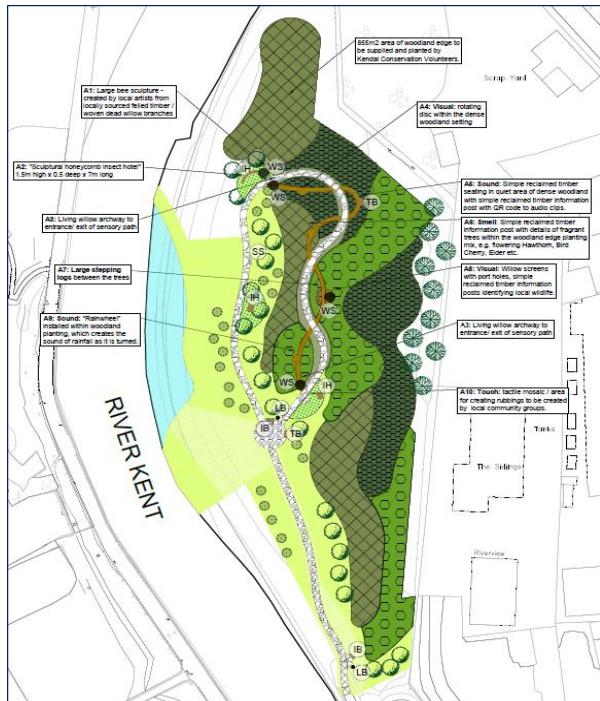 855m2 area of woodland edge to
be supplied and planted by
Kendal Conservation Volunteers.
Scrap Yard
A1: Large bee sculpture -
created by local artists from
locally sourced felled timber /
woven dead willow branches
A4: Visual: rotating
disc within the dense
woodland setting
A2: "Sculptural honeycomb insect hotel"
1.5m high x 0.5 deep x 7m long
IH
WS
WS
TB
A5: Sound: Simple reclaimed timber
seating in quiet area of dense woodland
with simple reclaimed timber information
post with QR code to audio clips.
A3: Living willow archway to
entrance/ exit of sensory path
A6: Smell: Simple reclaimed timber
information post with details of fragrant
trees within the woodland edge planting
mix, e.g. flowering Hawthorn, Bird
Cherry, Elder etc.
SS
A7: Large stepping
logs between the trees
A8: Visual: Willow screens
with port holes, simple
reclaimed timber information
posts identifying local wildlife.
IH
WS
A9: Sound: "Rainwheel"
installed within woodland
planting, which creates the
sound of rainfall as it is turned.
A3: Living willow archway to
entrance/ exit of sensory path
WS
IH
A10: Touch: tactile mosaic / area
for creating rubbings to be created
by local community groups.
LB
IB
TB
RIVER KENT
Tanks
The Sidings
Riverview
IB
LB